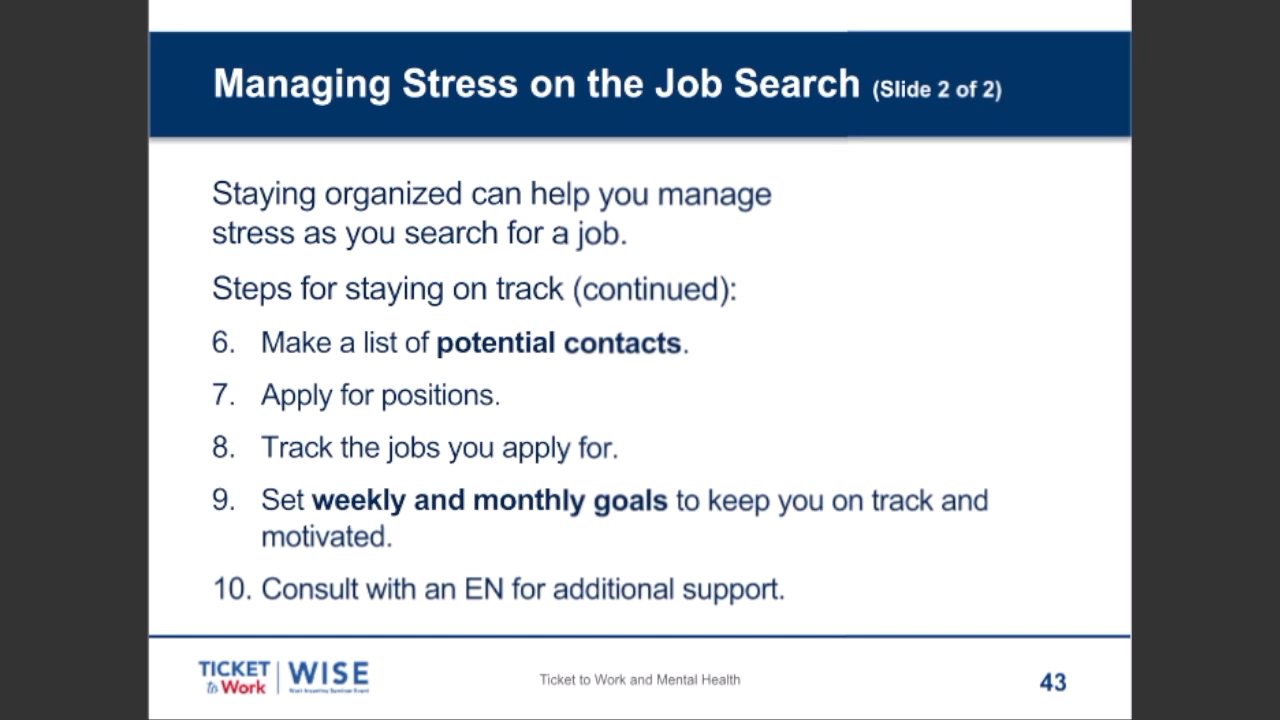 Managing Stress on the Job Search (Slide 2 of 2)
Staying organized can help you manage
stress as you search for a job.
Steps for staying on track (continued):
6. Make a list of potential contacts.
7. Apply for positions.
8. Track the jobs you apply for.
9. Set weekly and monthly goals to keep you on track and
motivated.
10. Consult with an EN for additional support.
TICKET
to Work
WISE
Work Incentive Seminar Event
Ticket to Work and Mental Health
43